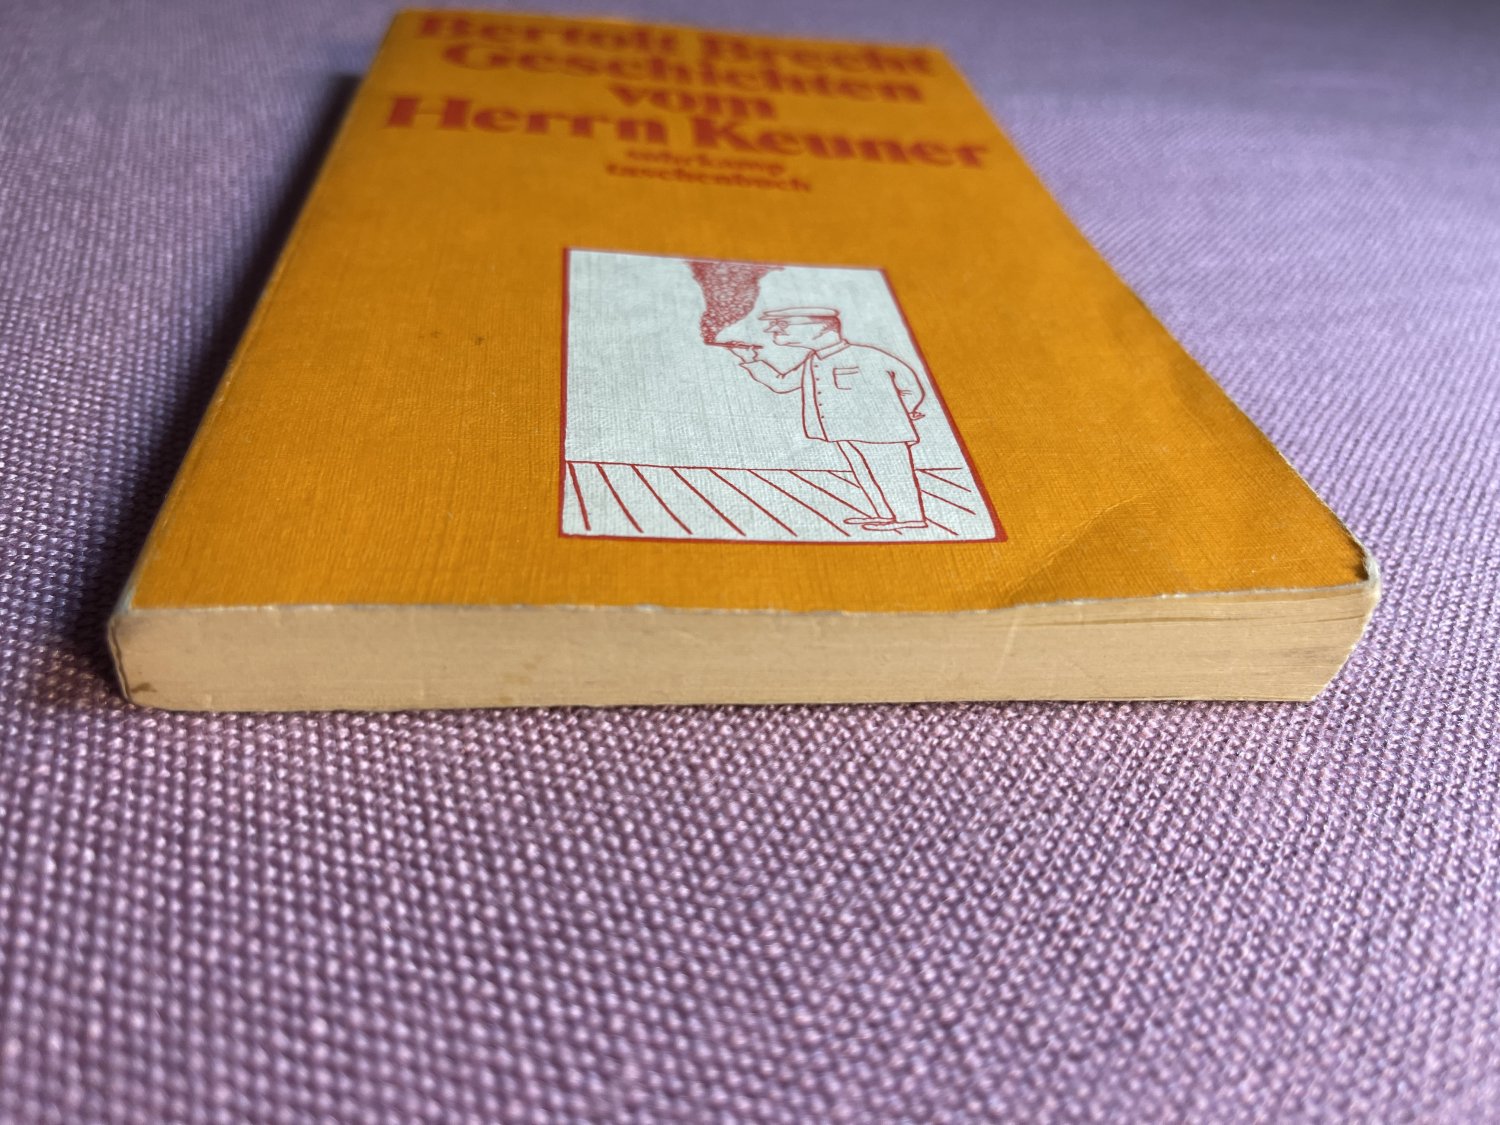 Bertolt Brecht
Geschichten
vom
Herrn Keuner
suhrkamp
taschenbuch